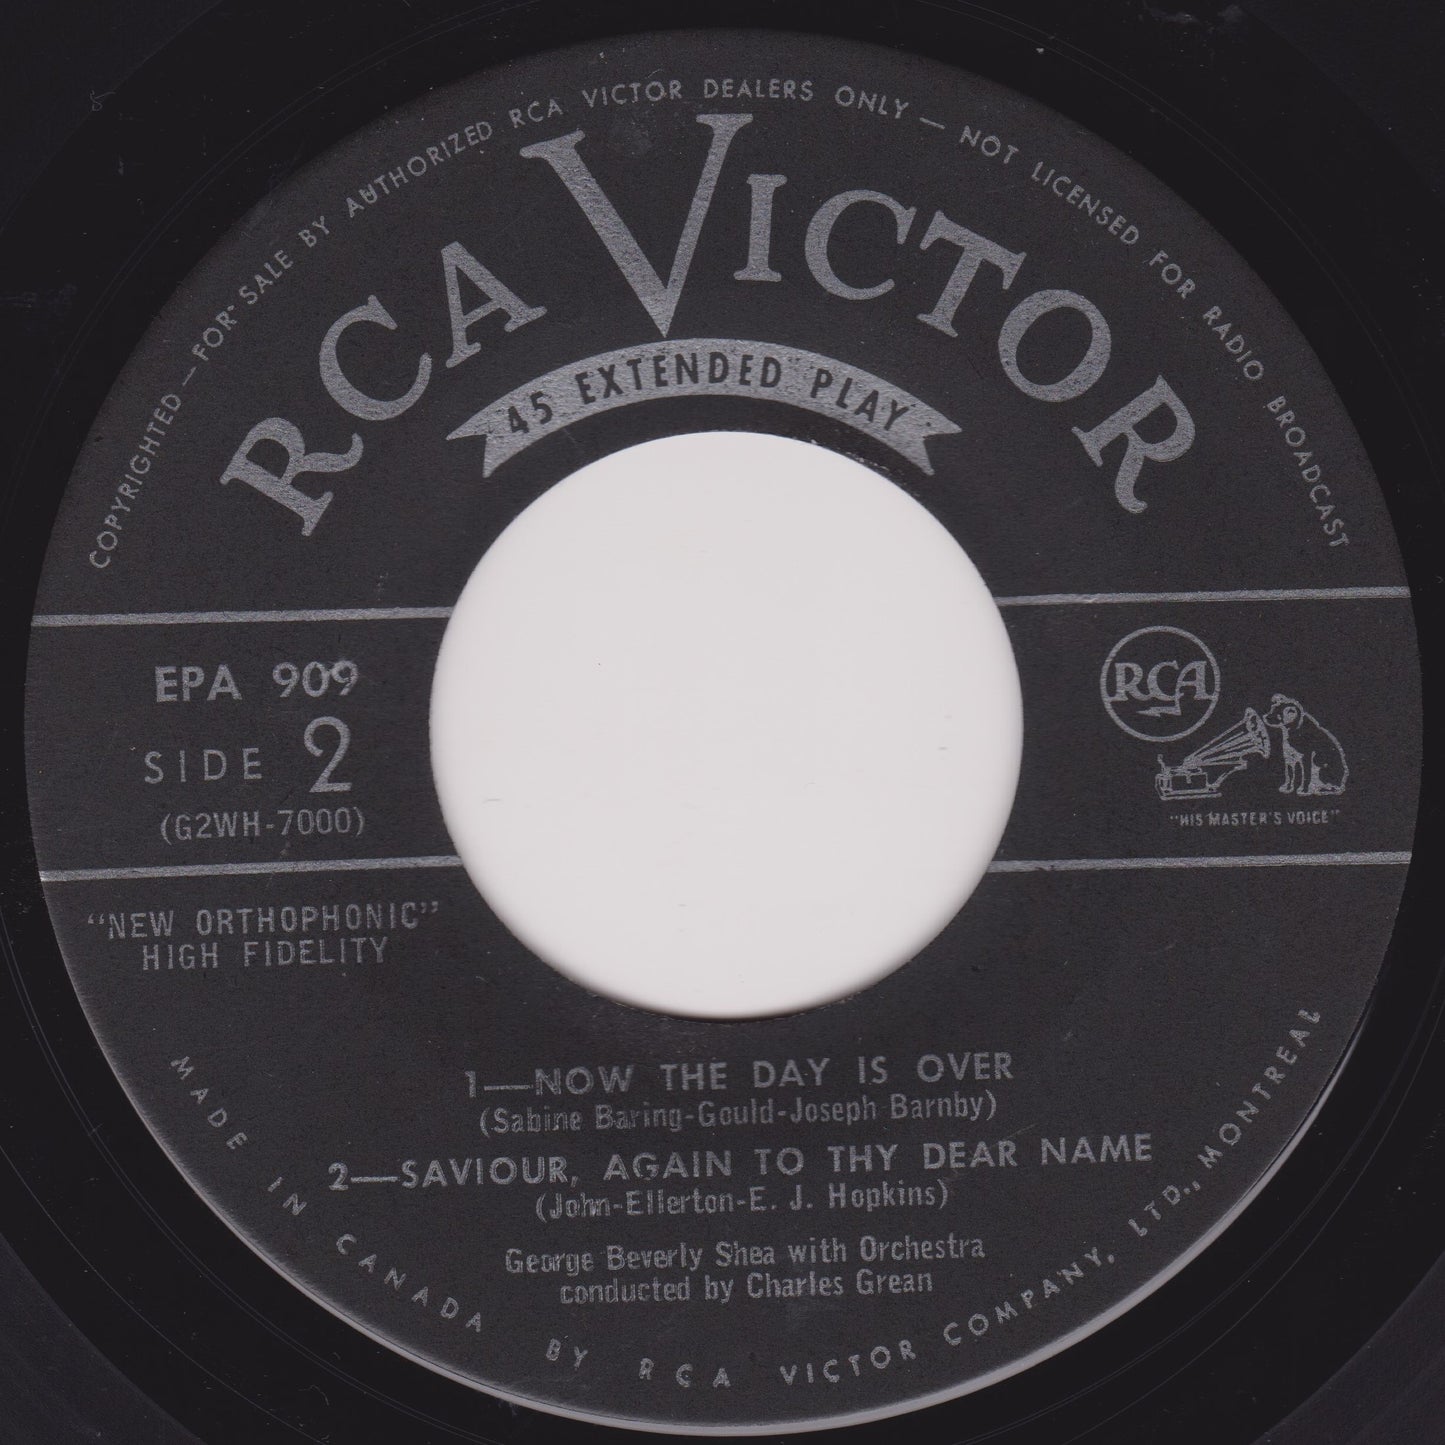 COPYRIGHTED — FOR SALE BY AUTHORIZED RCA VICTOR DEALERS ONLY — NOT LICENSED FOR RADIO BROADCAST
RCA VICTOR
45 EXTENDED PLAY
EPA 909
SIDE 2
(G2WH-7000)
RCA
"HIS MASTER'S VOICE"
"NEW ORTHOPHONIC"
HIGH FIDELITY
1—NOW THE DAY IS OVER
(Sabine Baring-Gould-Joseph Barnby)
2—SAVIOUR, AGAIN TO THY DEAR NAME
(John-Ellerton-E. J. Hopkins)
George Beverly Shea with Orchestra
conducted by Charles Grean
MADE IN CANADA BY RCA VICTOR COMPANY, LTD., MONTREAL